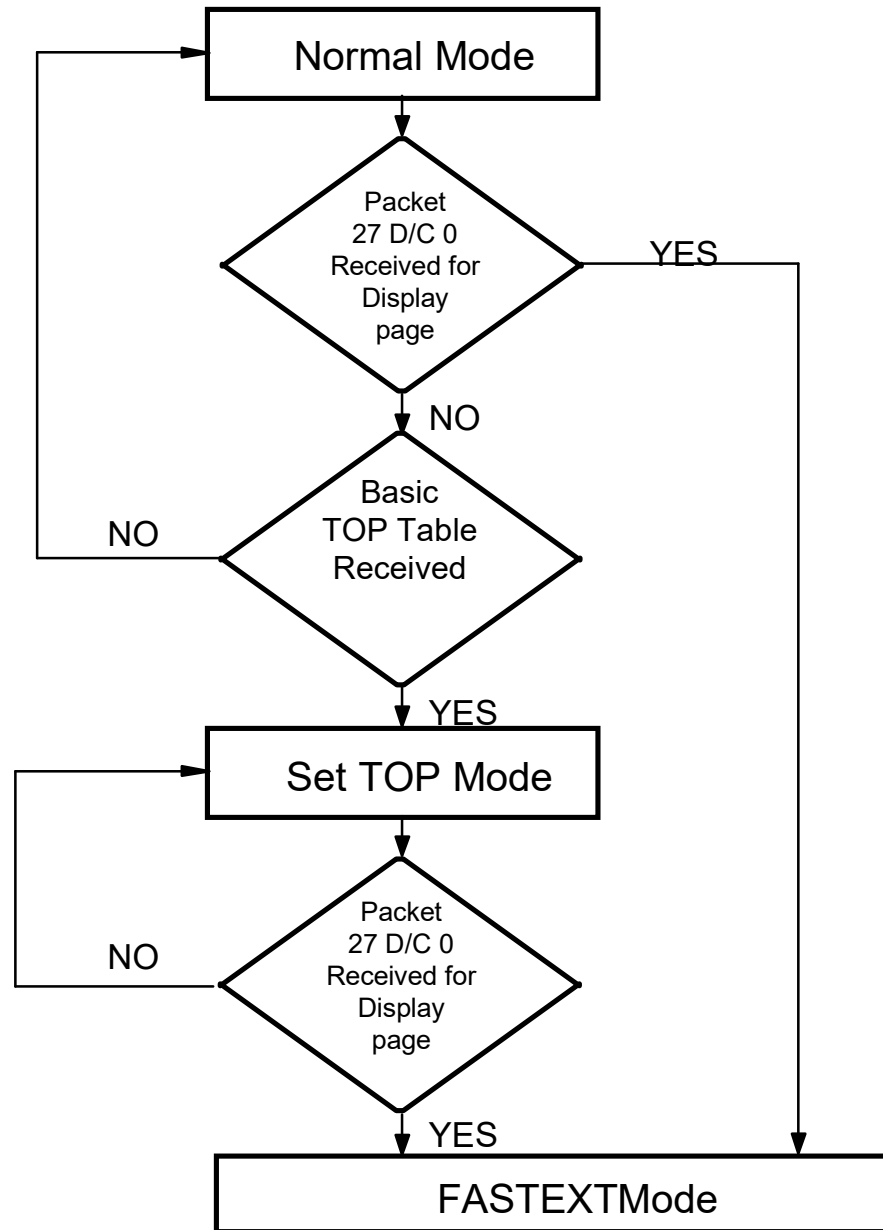 Normal Mode
Packet
27 D/C 0
Received for
Display
page
YES
NO
Basic
TOP Table
Received
NO
YES
Set TOP Mode
Packet
27 D/C 0
Received for
Display
page
NO
YES
FASTEXTMode